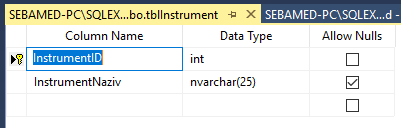 SEBAMED-PC\SQLEX...bo.tblInstrument SEBAMED-PC\SQLEX...d -
Column Name Data Type Allow Nulls
InstrumentID int
InstrumentNaziv nvarchar(25)